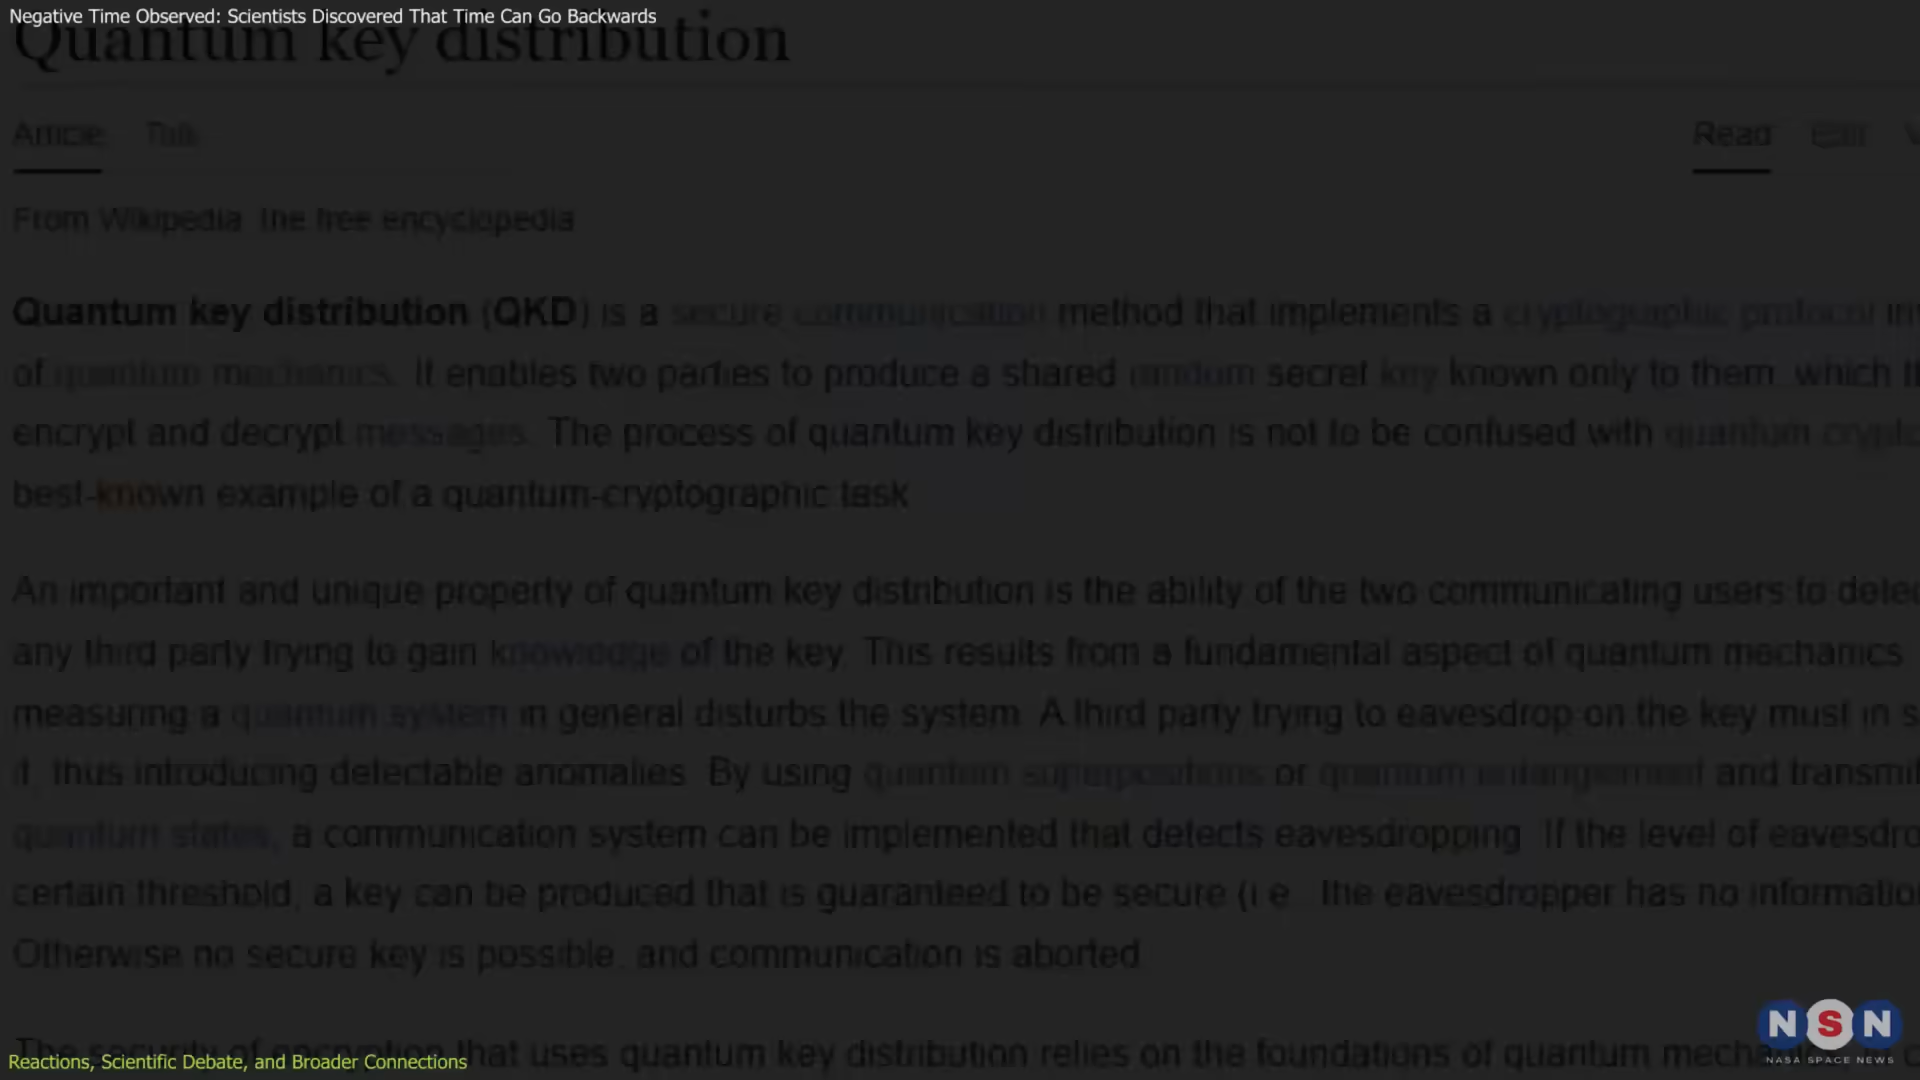 Negative Time Observed: Scientists Discovered That Time Can Go Backwards
Quantum key distribution
Article Talk Read Edit
From Wikipedia, the free encyclopedia
Quantum key distribution (QKD) is a secure communication method that implements a cryptographic protocol
of quantum mechanics. It enables two parties to produce a shared random secret key known only to them, which
encrypt and decrypt messages. The process of quantum key distribution is not to be confused with quantum
best-known example of a quantum-cryptographic task.
An important and unique property of quantum key distribution is the ability of the two communicating users to
any third party trying to gain knowledge of the key. This results from a fundamental aspect of quantum mechanics
measuring a quantum system in general disturbs the system. A third party trying to eavesdrop on the key must in
it, thus introducing detectable anomalies. By using quantum superpositions or quantum entanglement and
quantum states, a communication system can be implemented that detects eavesdropping. If the level of
certain threshold, a key can be produced that is guaranteed to be secure (i.e., the eavesdropper has no
Otherwise no secure key is possible, and communication is aborted.
The security of encryption that uses quantum key distribution relies on the foundations of quantum
Reactions, Scientific Debate, and Broader Connections
NSN
NASA SPACE NEWS